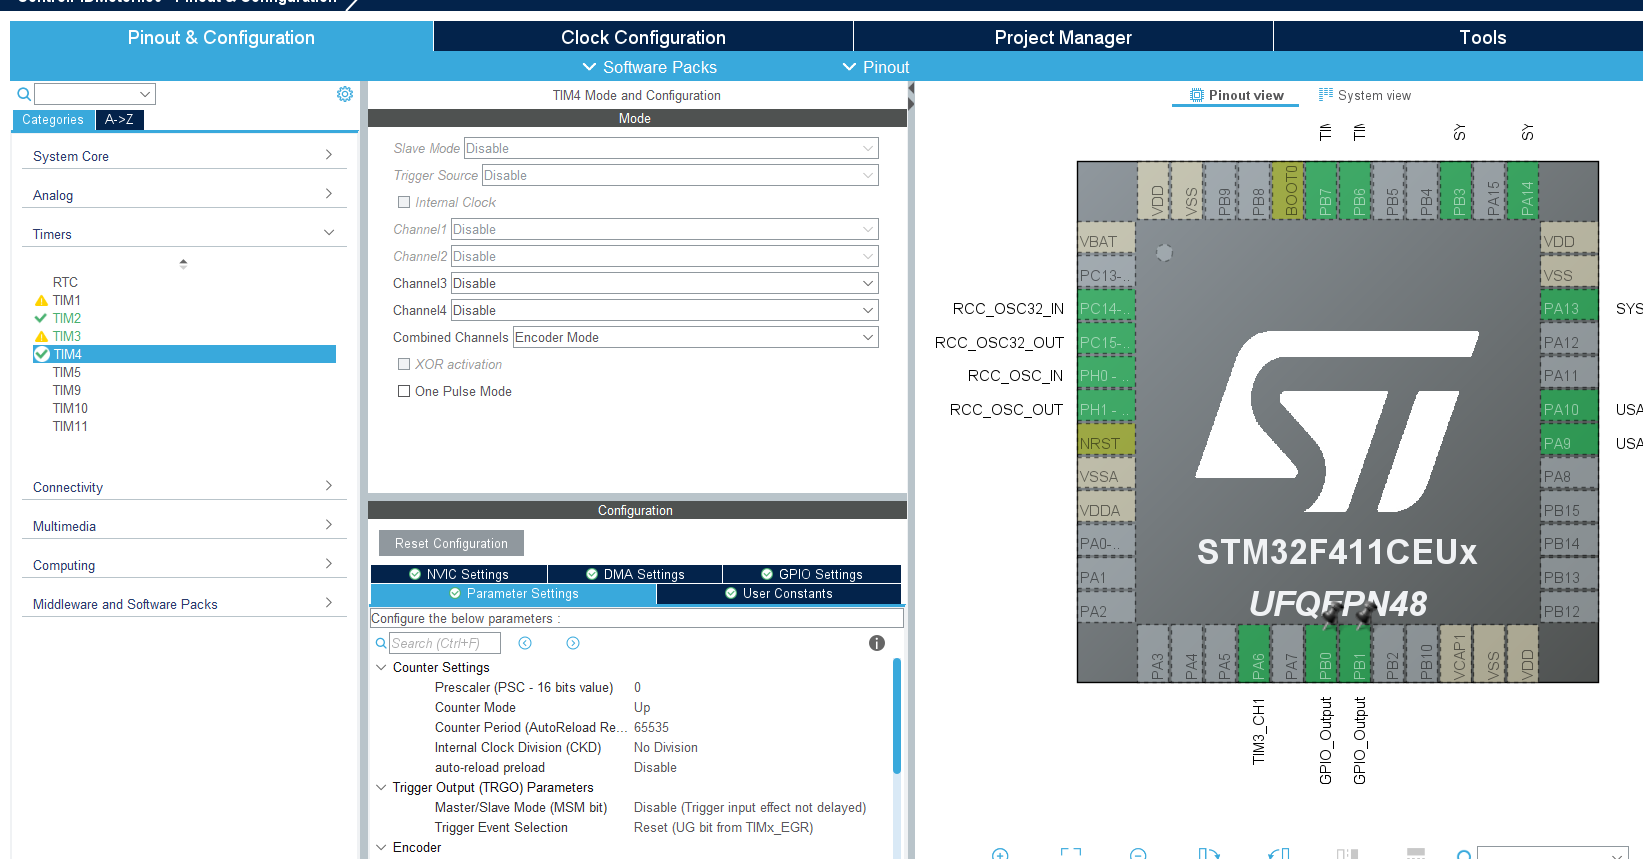 Pinout & Configuration
Clock Configuration
Project Manager
Tools
Software Packs
Pinout
Categories
A->Z
System Core
Analog
Timers
RTC
TIM1
TIM2
TIM3
TIM4
TIM5
TIM9
TIM10
TIM11
Connectivity
Multimedia
Computing
Middleware and Software Packs
TIM4 Mode and Configuration
Mode
Slave Mode Disable
Trigger Source Disable
Internal Clock
Channel1 Disable
Channel2 Disable
Channel3 Disable
Channel4 Disable
Combined Channels Encoder Mode
XOR activation
One Pulse Mode
Configuration
Reset Configuration
NVIC Settings
DMA Settings
GPIO Settings
Parameter Settings
User Constants
Configure the below parameters :
Search (Ctrl+F)
Counter Settings
Prescaler (PSC - 16 bits value) 0
Counter Mode Up
Counter Period (AutoReload Re... 65535
Internal Clock Division (CKD) No Division
auto-reload preload Disable
Trigger Output (TRGO) Parameters
Master/Slave Mode (MSM bit) Disable (Trigger input effect not delayed)
Trigger Event Selection Reset (UG bit from TIMx_EGR)
Encoder
Pinout view
System view
SY
SY
VDD
VSS
PB9
PB8
BOOT0
PB7
PB6
PB5
PB4
PB3
PA15
PA14
VBAT
PC13-..
RCC_OSC32_IN PC14-..
RCC_OSC32_OUT PC15-..
RCC_OSC_IN PH0 - ..
RCC_OSC_OUT PH1 - ..
NRST
VSSA
VDDA
PA0-..
PA1
PA2
VDD
VSS
PA13 SYS
PA12
PA11
PA10 USA
PA9 USA
PA8
PB15
PB14
PB13
PB12
STM32F411CEUx
UFQFPN48
PA3
PA4
PA5
PA6
PA7
PB0
PB1
PB2
PB10
VCAP1
VSS
VDD
TIM3_CH1
GPIO_Output
GPIO_Output